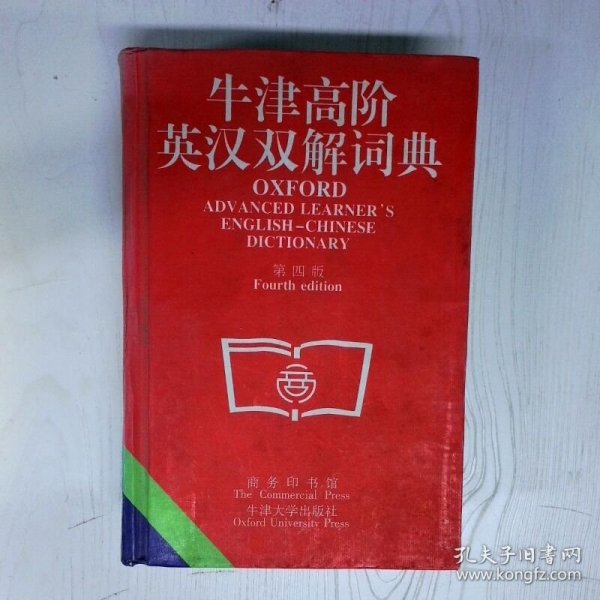 牛津高阶
英汉双解词典
OXFORD
ADVANCED LEARNER'S
ENGLISH-CHINESE
DICTIONARY
第四版
Fourth edition
商
商务印书馆
The Commercial Press
牛津大学出版社
Oxford University Press
孔夫子旧书网
www.kongfz.com